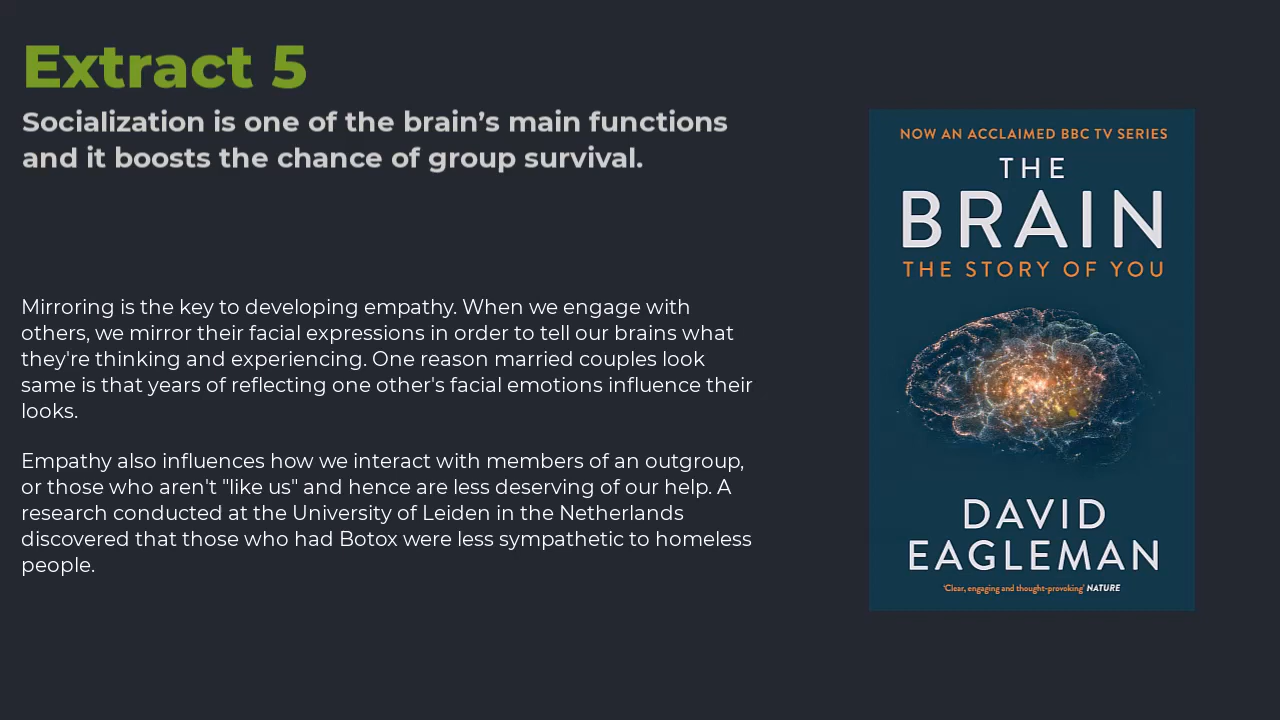 Extract 5
Socialization is one of the brain’s main functions
and it boosts the chance of group survival.
Mirroring is the key to developing empathy. When we engage with
others, we mirror their facial expressions in order to tell our brains what
they're thinking and experiencing. One reason married couples look
same is that years of reflecting one other's facial emotions influence their
looks.
Empathy also influences how we interact with members of an outgroup,
or those who aren't "like us" and hence are less deserving of our help. A
research conducted at the University of Leiden in the Netherlands
discovered that those who had Botox were less sympathetic to homeless
people.
NOW AN ACCLAIMED BBC TV SERIES
THE
BRAIN
THE STORY OF YOU
DAVID
EAGLEMAN
'Clear, engaging and thought-provoking' NATURE